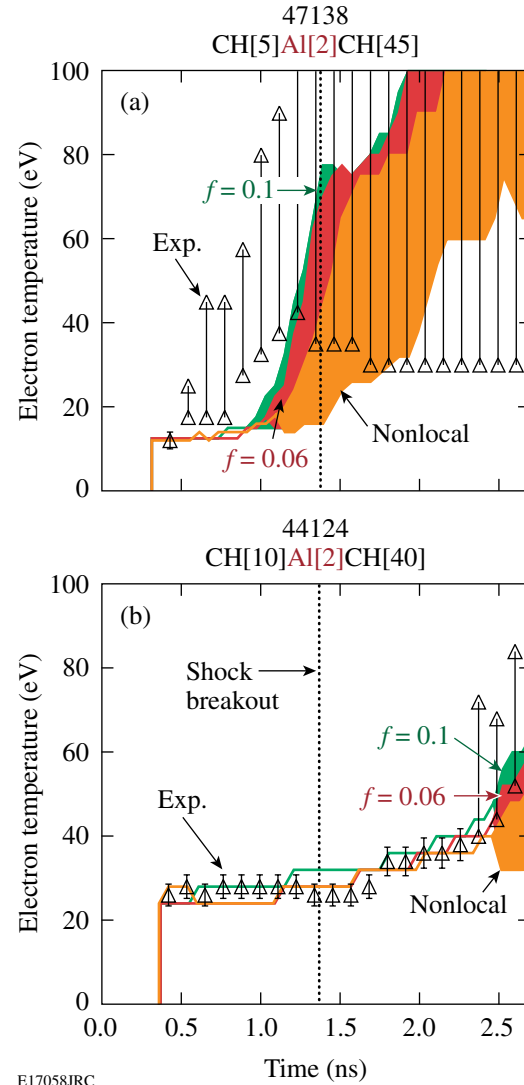 47138
CH[5]Al[2]CH[45]
100
(a)
80
f = 0.1
Exp.
60
Electron temperature (eV)
40
20
Nonlocal
f = 0.06
0
44124
CH[10]Al[2]CH[40]
100
(b)
80
Shock
breakout
f = 0.1
60
f = 0.06
Exp.
Electron temperature (eV)
40
20
Nonlocal
0
0.0 0.5 1.0 1.5 2.0 2.5
Time (ns)
E17058JRC